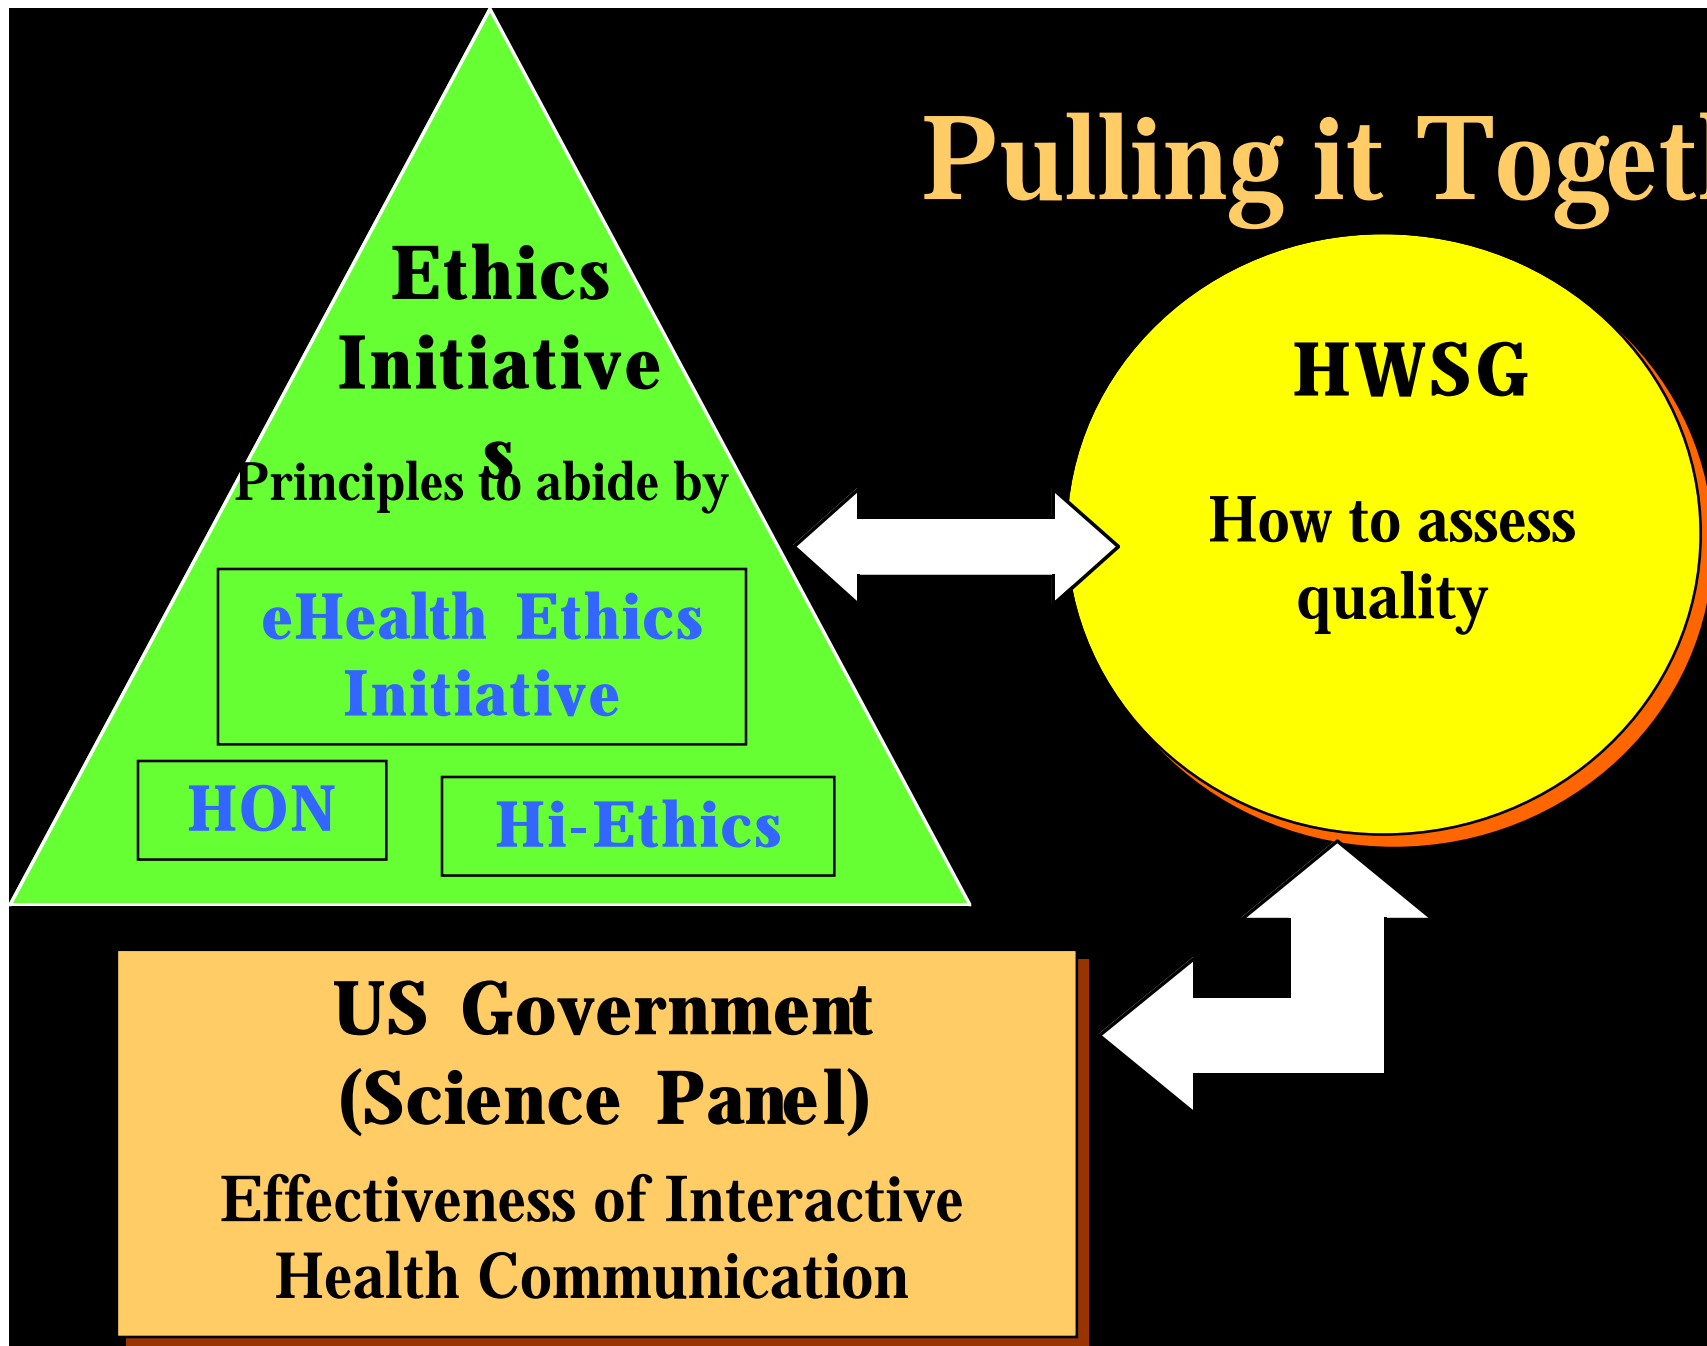 Pulling it Togeth
Ethics
Initiative
s
Principles to abide by
eHealth Ethics
Initiative
HON
Hi-Ethics
HWSG
How to assess
quality
US Government
(Science Panel)
Effectiveness of Interactive
Health Communication